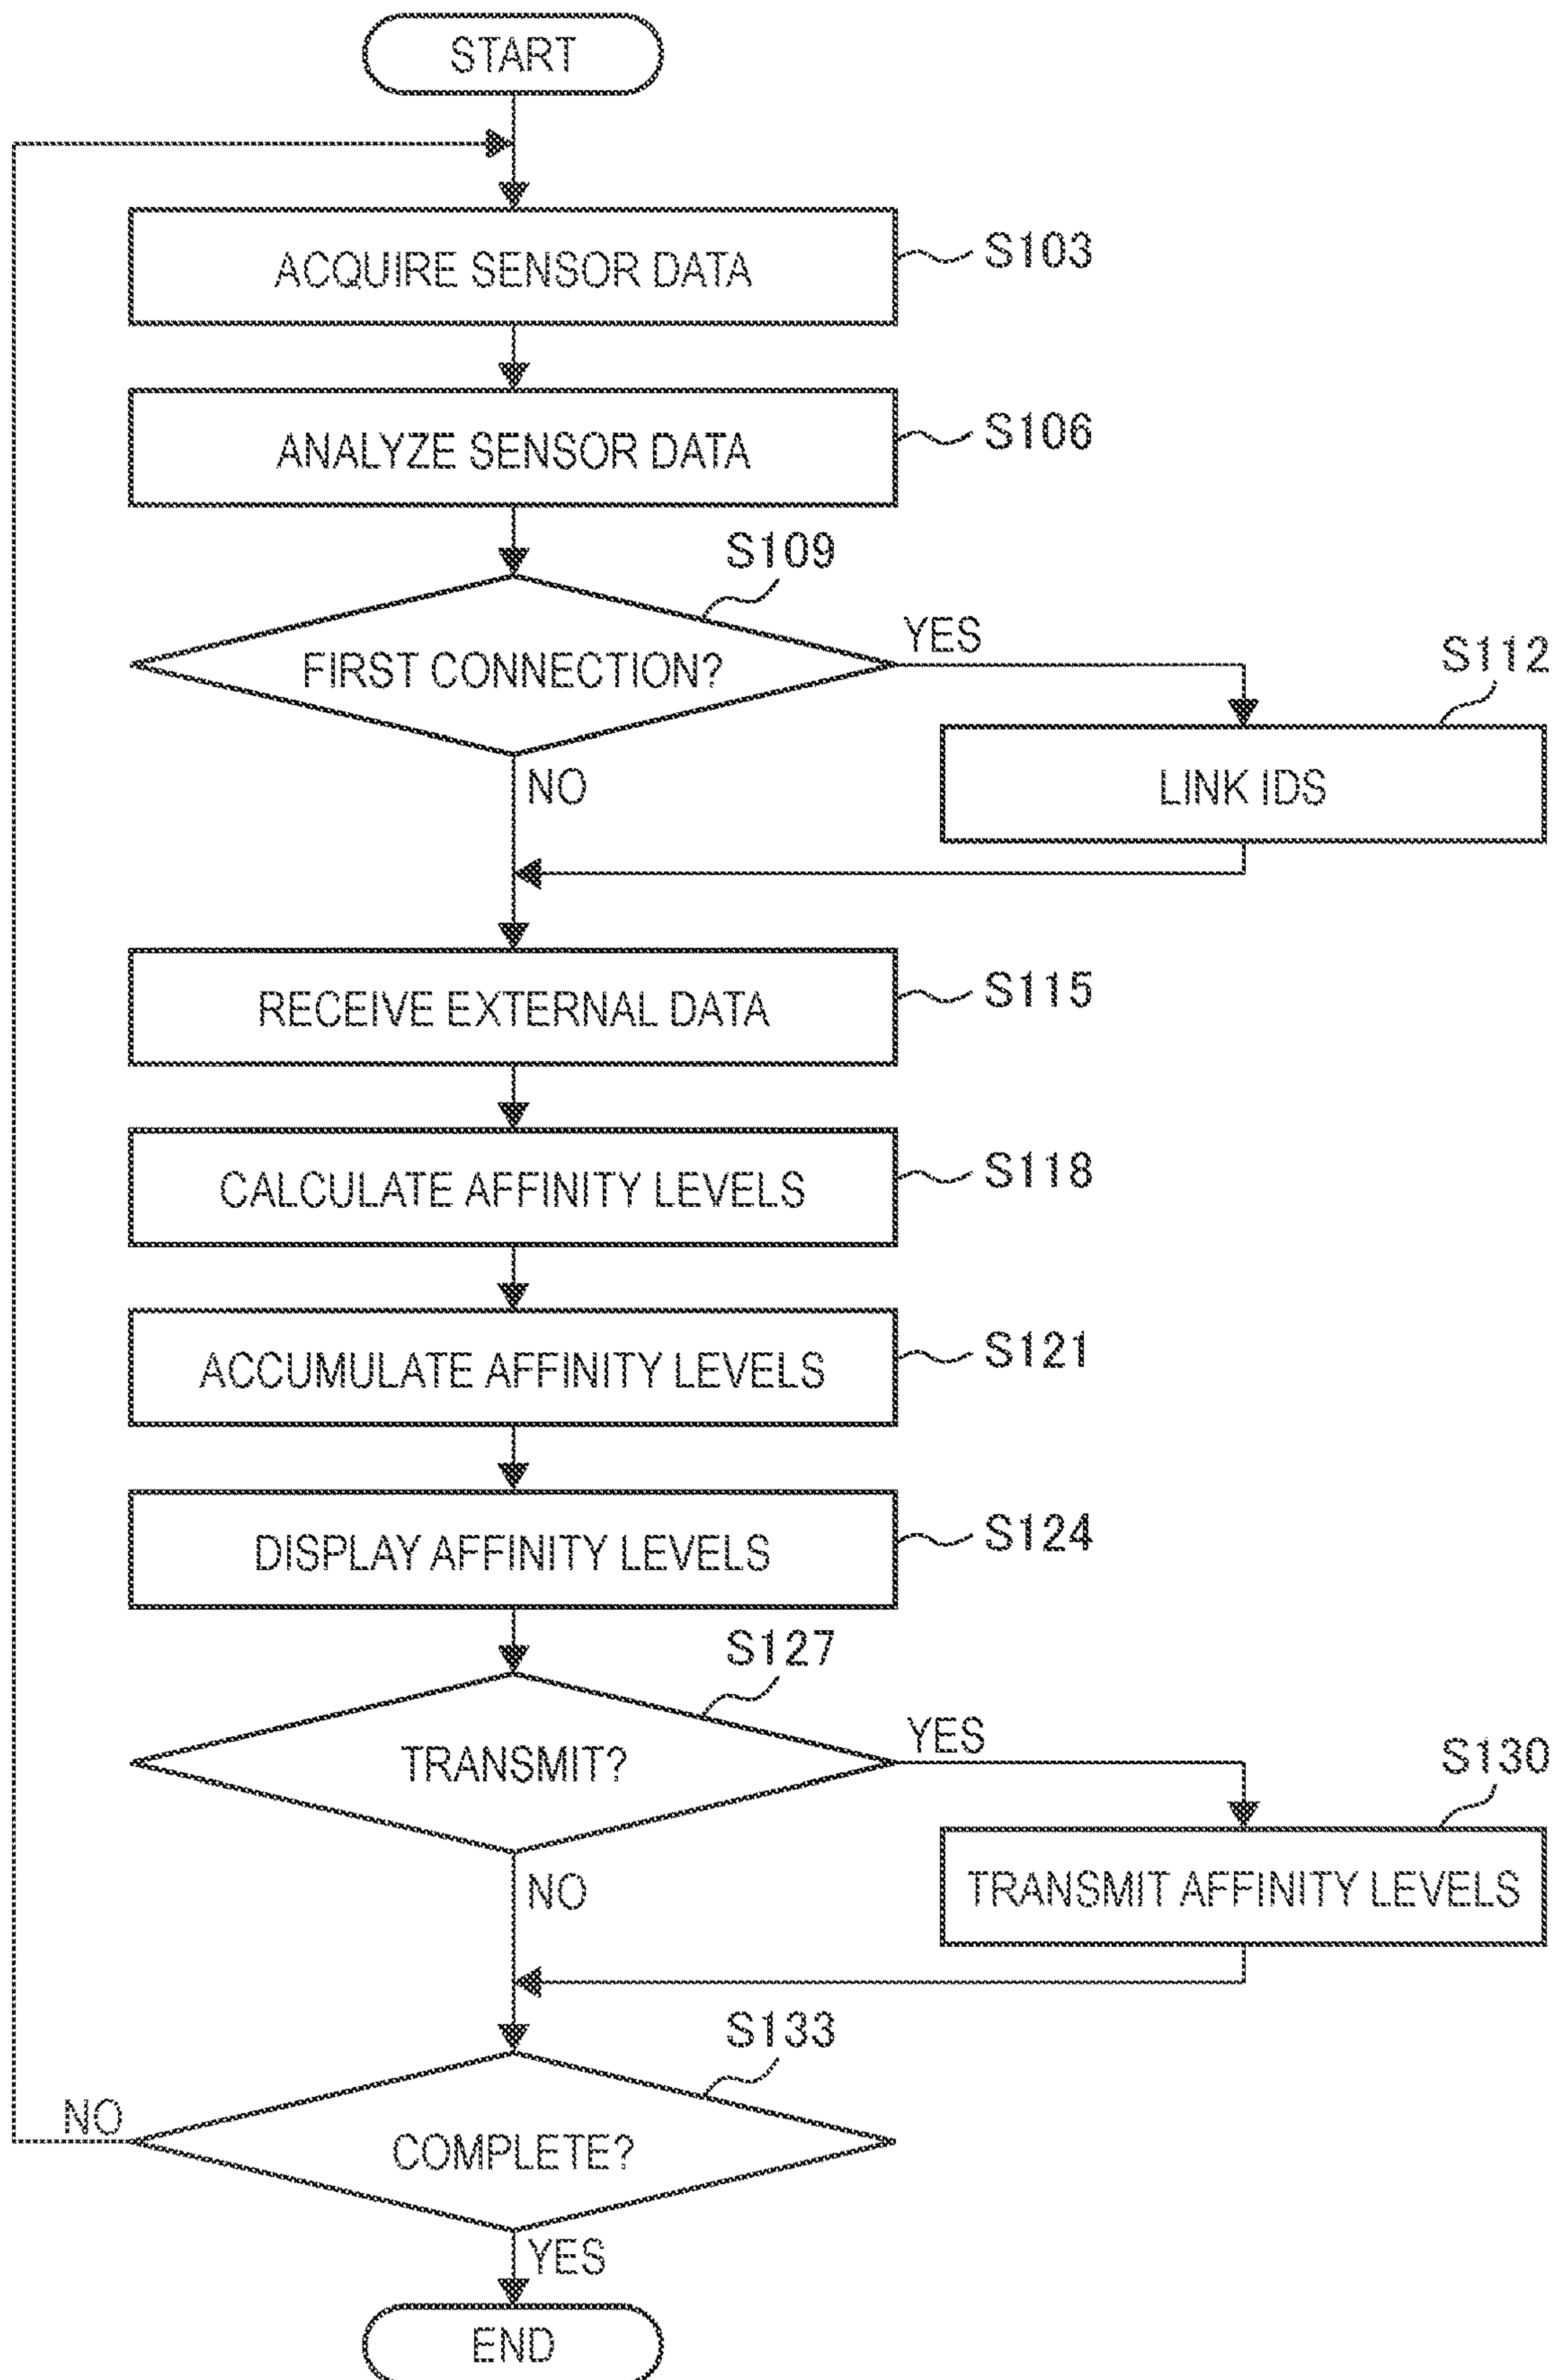 START
ACQUIRE SENSOR DATA
S103
ANALYZE SENSOR DATA
S106
S109
FIRST CONNECTION?
YES
S112
LINK IDS
NO
RECEIVE EXTERNAL DATA
S115
CALCULATE AFFINITY LEVELS
S118
ACCUMULATE AFFINITY LEVELS
S121
DISPLAY AFFINITY LEVELS
S124
S127
TRANSMIT?
YES
S130
TRANSMIT AFFINITY LEVELS
NO
S133
COMPLETE?
NO
YES
END